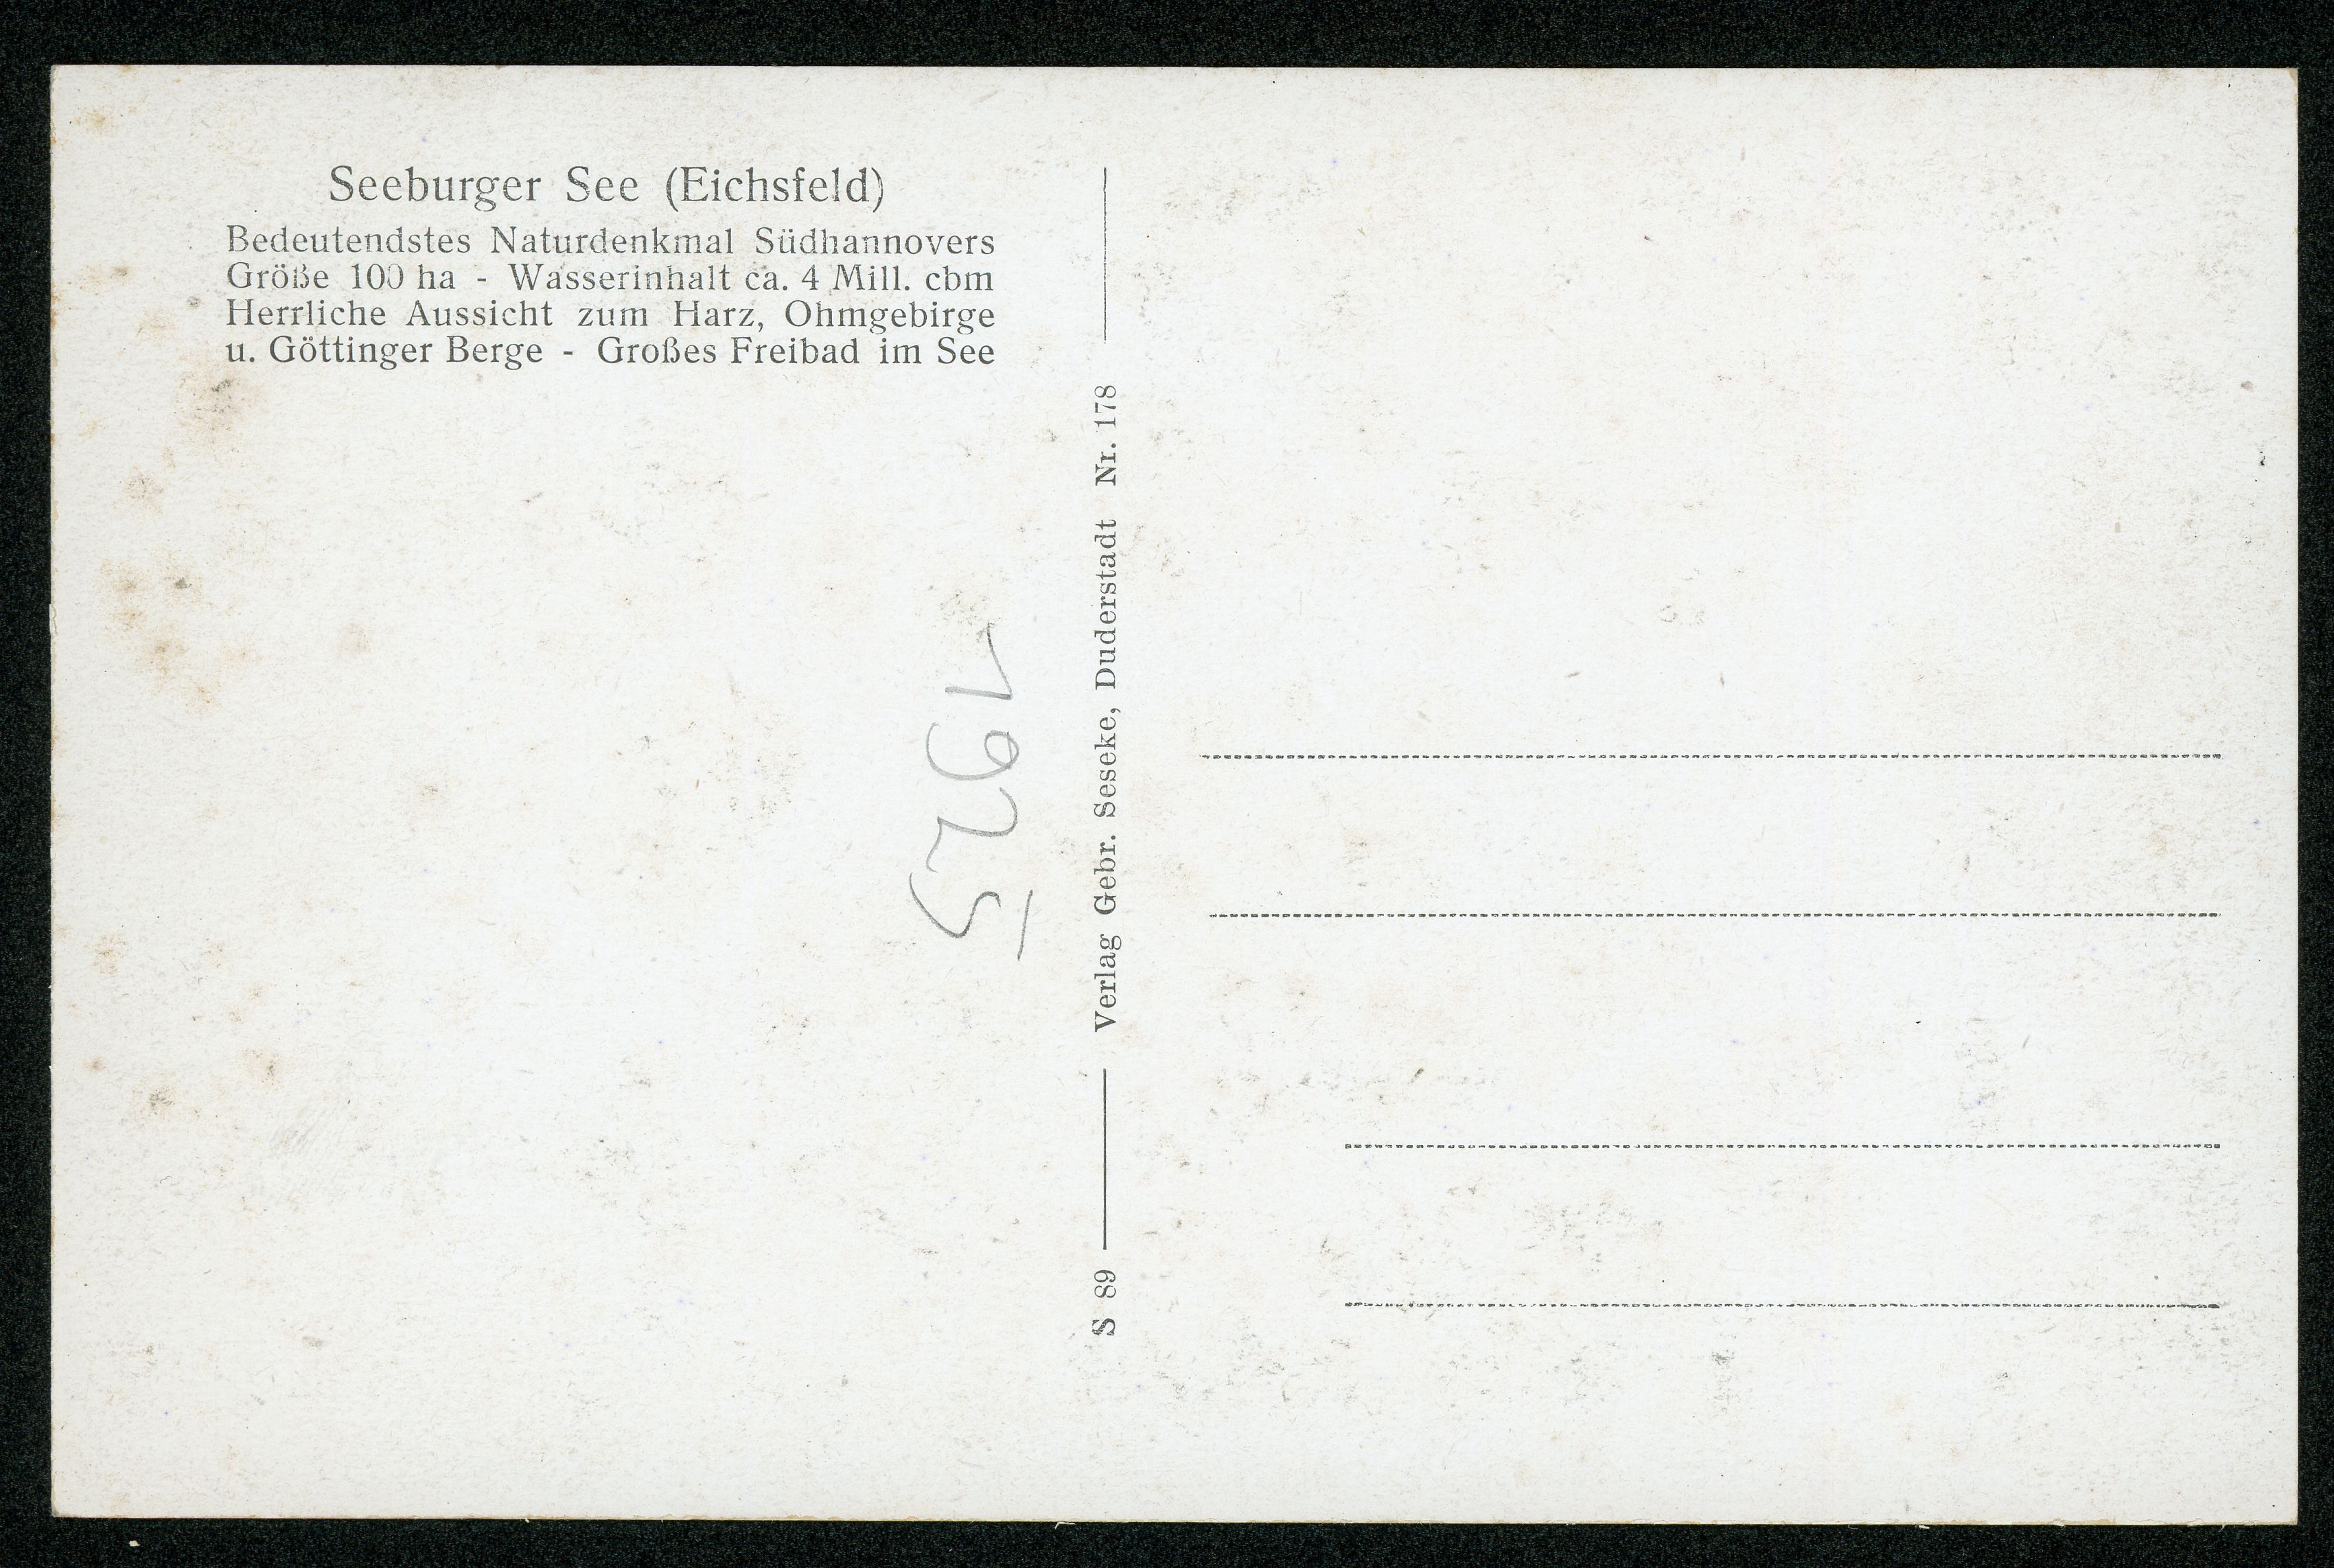 Seeburger See (Eichsfeld)
Bedeutendstes Naturdenkmal Südhannovers
Größe 100 ha - Wasserinhalt ca. 4 Mill. cbm
Herrliche Aussicht zum Harz, Ohmgebirge
u. Göttinger Berge - Großes Freibad im See
1925
S 89
Verlag Gebr. Seseke, Duderstadt Nr. 178